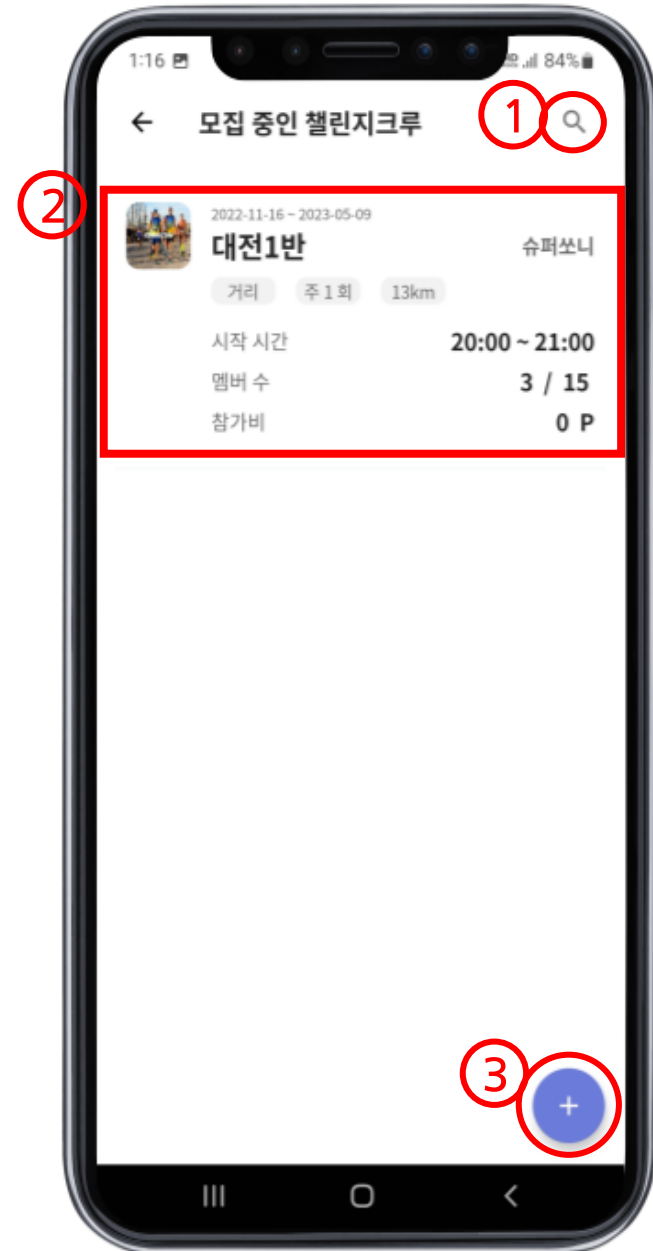 1:16 84%
모집 중인 챌린지크루
1
2
2022-11-16 ~ 2023-05-09
대전1반 슈퍼쏘니
거리 주 1 회 13km
시작 시간 20:00 ~ 21:00
멤버 수 3 / 15
참가비 0 P
3
+